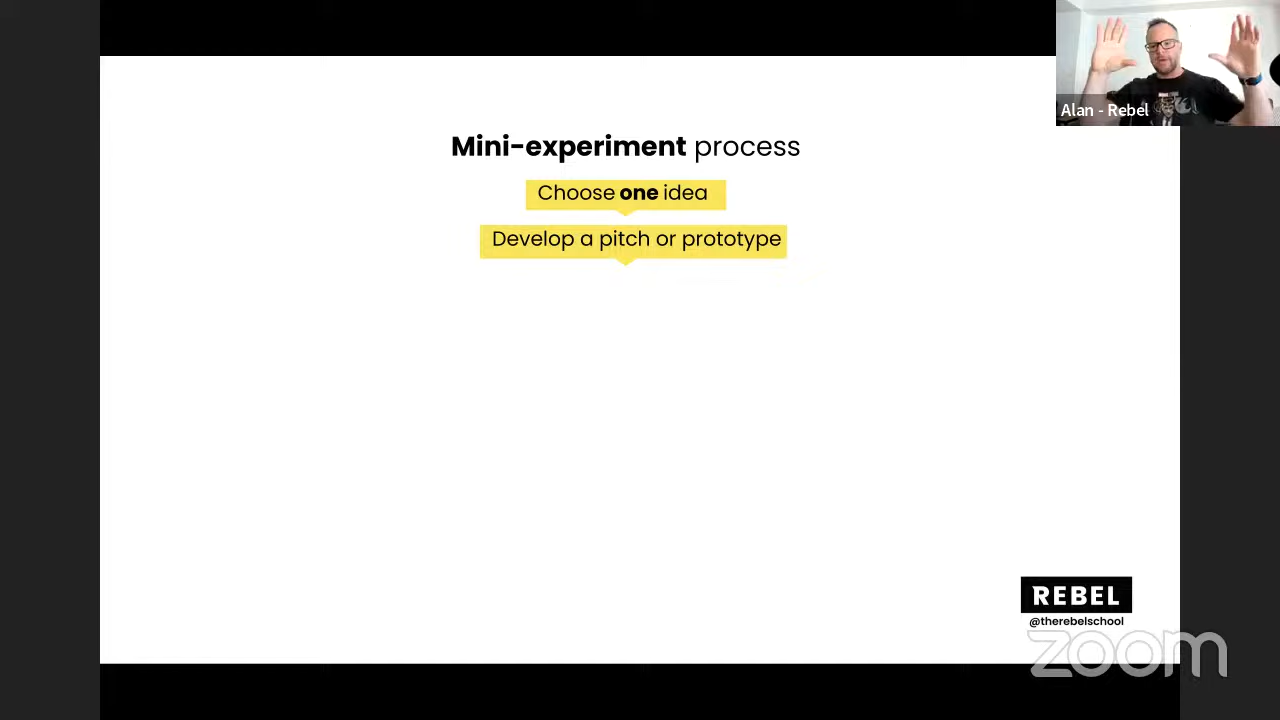 Alan - Rebel
Mini-experiment process
Choose one idea
Develop a pitch or prototype
REBEL
@therebelschool
zoom